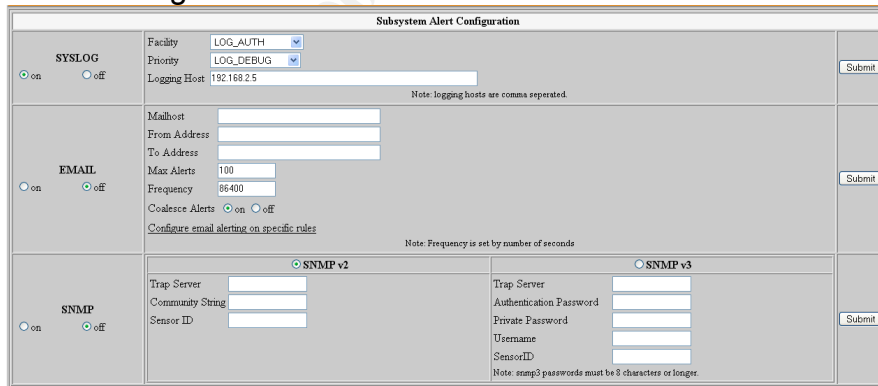 Subsystem Alert Configuration
SYSLOG
on off
Facility LOG_AUTH
Priority LOG_DEBUG
Logging Host 192.168.2.5
Note: logging hosts are comma seperated.
Submit
EMAIL
on off
Mailhost
From Address
To Address
Max Alerts 100
Frequency 86400
Coalesce Alerts on off
Configure email alerting on specific rules
Note: Frequency is set by number of seconds
Submit
SNMP
on off
SNMP v2
Trap Server
Community String
Sensor ID
SNMP v3
Trap Server
Authentication Password
Private Password
Username
SensorID
Note: snmp3 passwords must be 8 characters or longer.
Submit